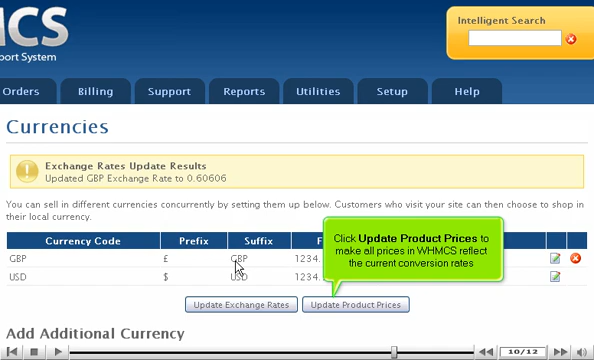 MCS
port System
Intelligent Search
Orders Billing Support Reports Utilities Setup Help
Currencies
Exchange Rates Update Results
Updated GBP Exchange Rate to 0.60606
You can sell in different currencies concurrently by setting them up below. Customers who visit your site can then choose to shop in
their local currency.
Currency Code Prefix Suffix F
GBP £ GBP 1234.
USD $ USD 1234.
Click Update Product Prices to
make all prices in WHMCS reflect
the current conversion rates
Update Exchange Rates Update Product Prices
Add Additional Currency
10/12